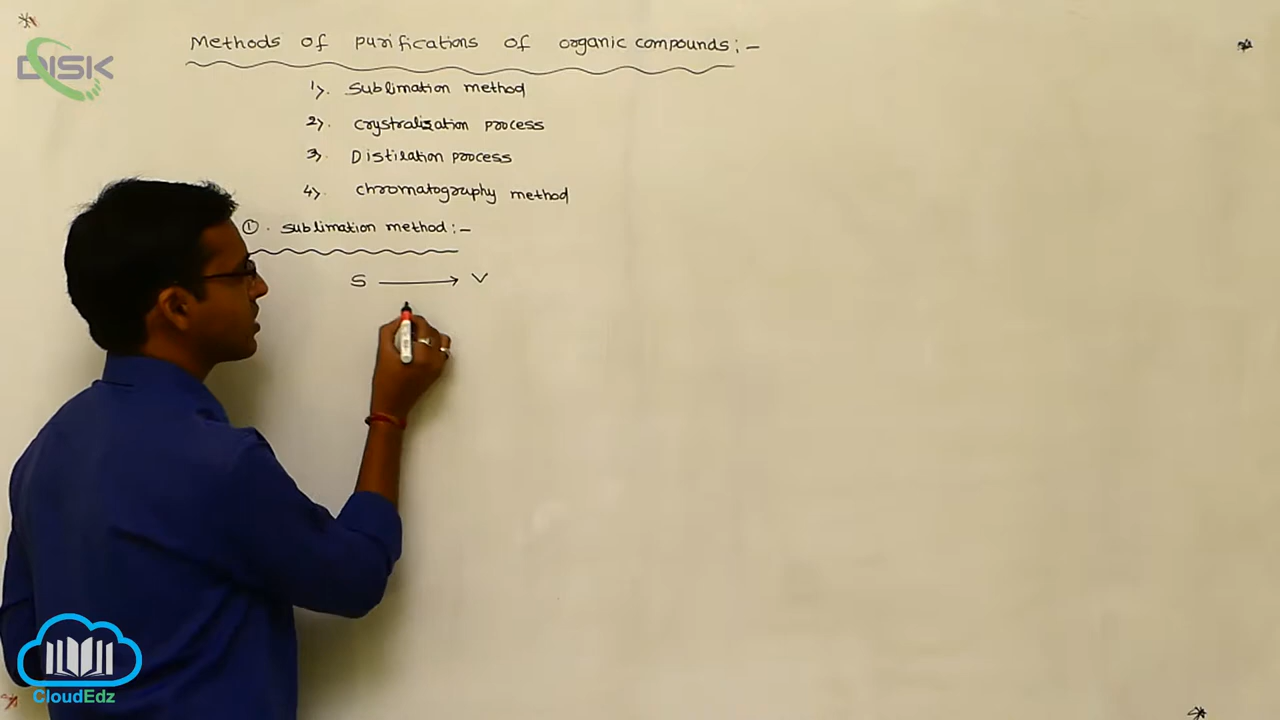 DISK
Methods of purifications of organic compounds:-
1). Sublimation method
2). Crystralization process
3). Distilation process
4). Chromatography method
① . Sublimation method:-
S → V
CloudEdz